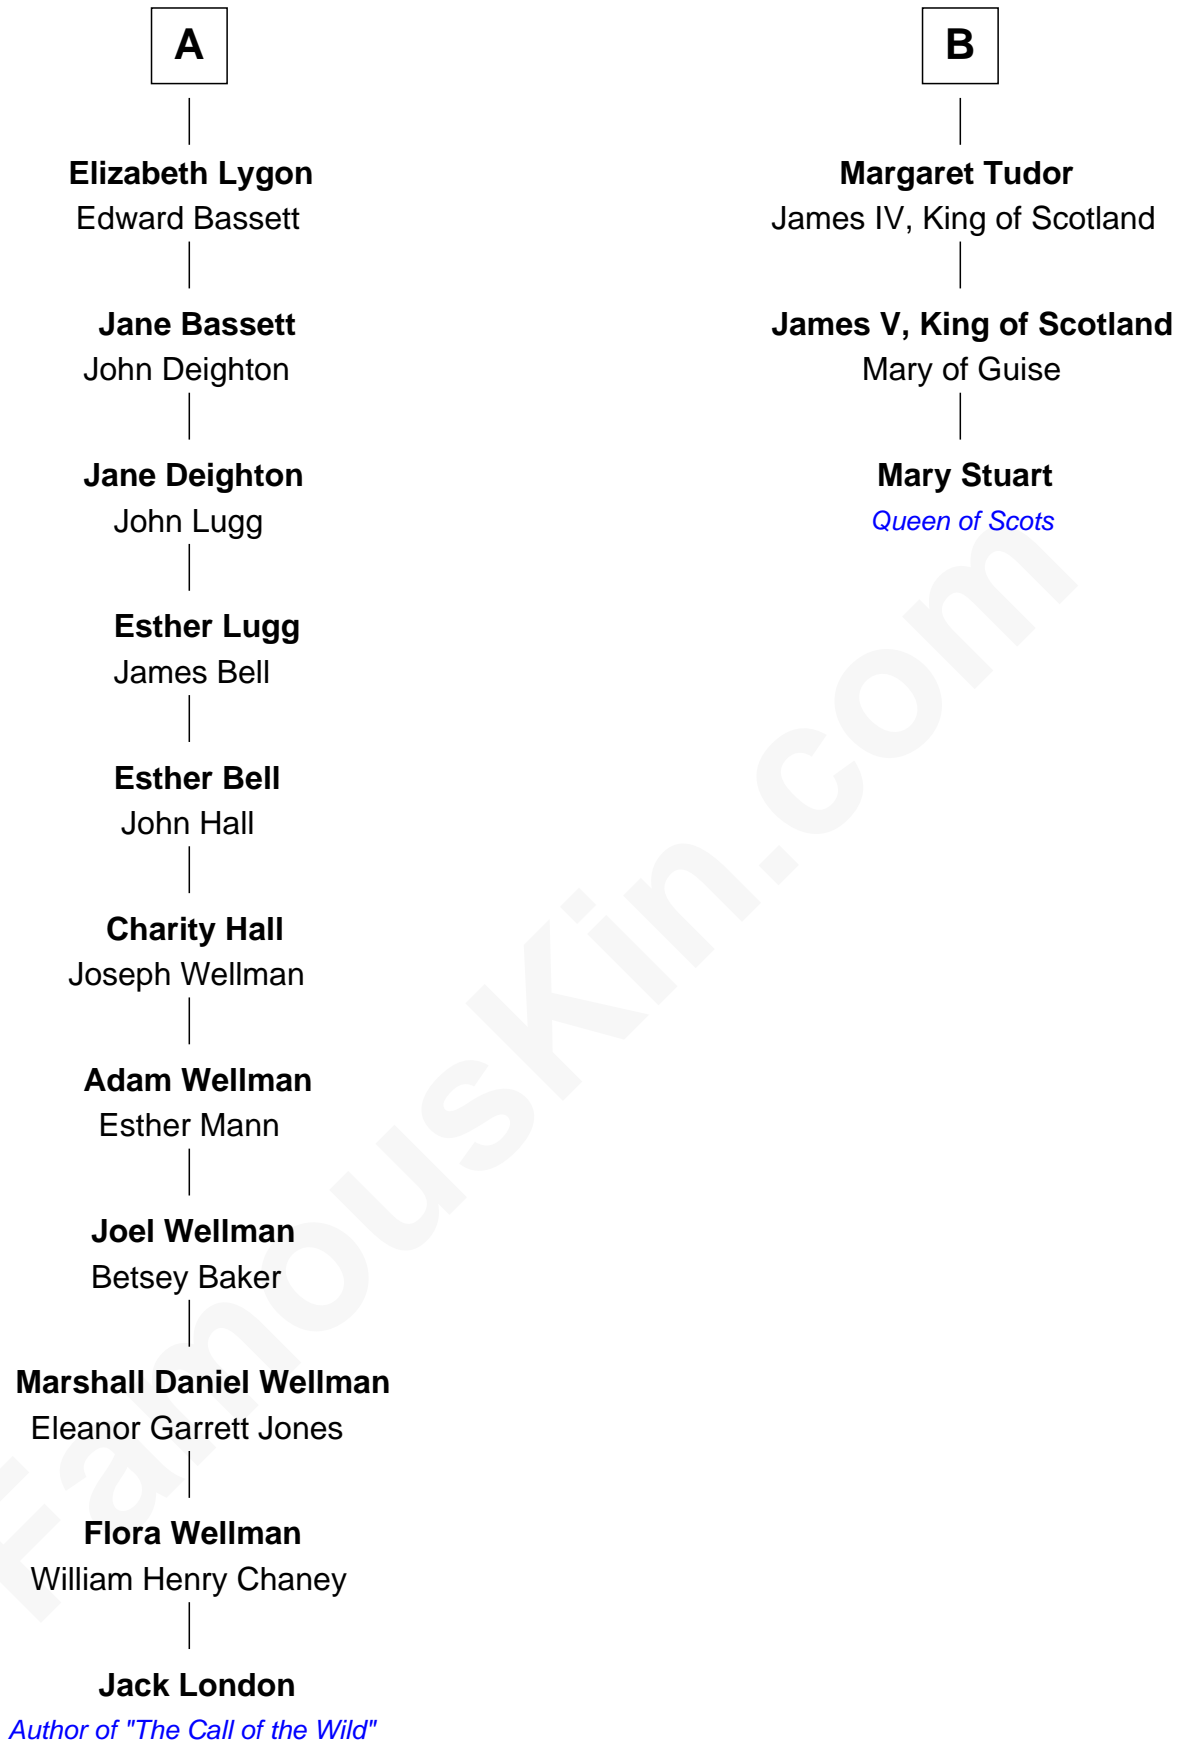 A
Elizabeth Lygon
Edward Bassett
Jane Bassett
John Deighton
Jane Deighton
John Lugg
Esther Lugg
James Bell
Esther Bell
John Hall
Charity Hall
Joseph Wellman
Adam Wellman
Esther Mann
Joel Wellman
Betsey Baker
Marshall Daniel Wellman
Eleanor Garrett Jones
Flora Wellman
William Henry Chaney
Jack London
Author of "The Call of the Wild"
B
Margaret Tudor
James IV, King of Scotland
James V, King of Scotland
Mary of Guise
Mary Stuart
Queen of Scots
FamousKin.com